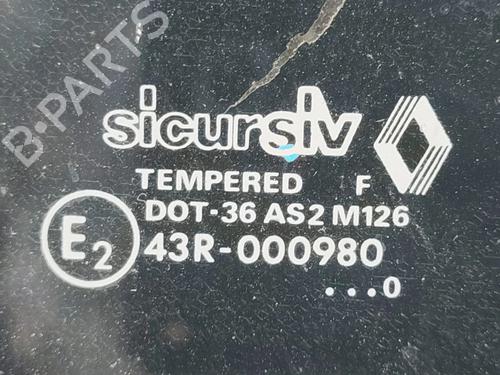 B-PARTS
sicursiv
TEMPERED F
DOT-36 AS2 M126
E2 43R-000980
...0